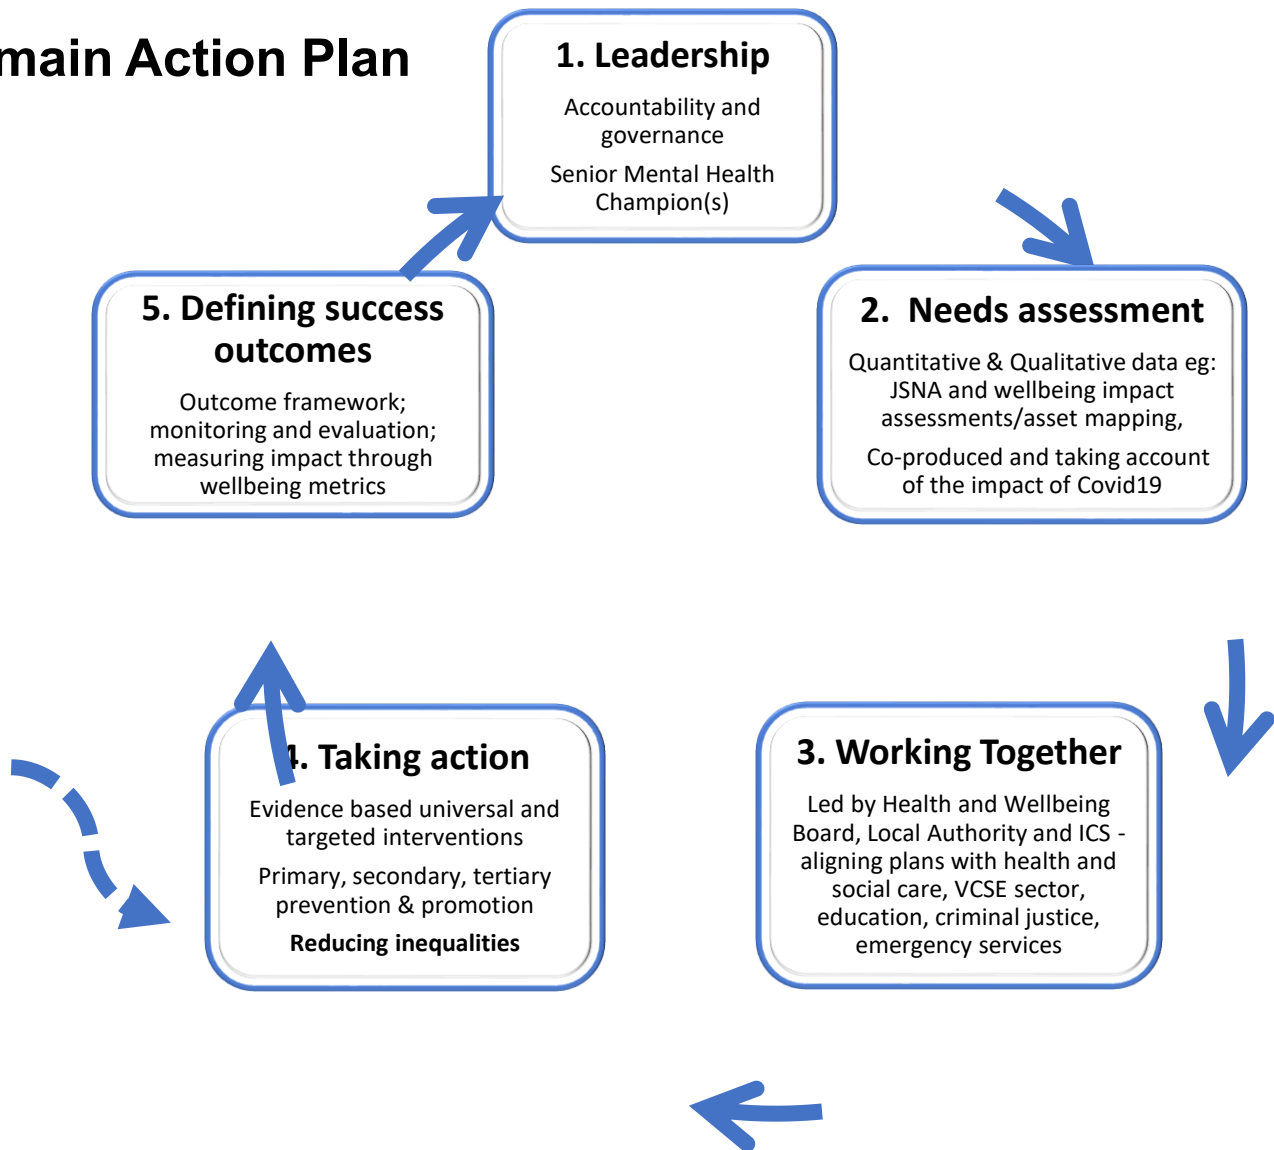 main Action Plan
1. Leadership
Accountability and
governance
Senior Mental Health
Champion(s)
2. Needs assessment
Quantitative & Qualitative data eg:
JSNA and wellbeing impact
assessments/asset mapping,
Co-produced and taking account
of the impact of Covid19
3. Working Together
Led by Health and Wellbeing
Board, Local Authority and ICS -
aligning plans with health and
social care, VCSE sector,
education, criminal justice,
emergency services
4. Taking action
Evidence based universal and
targeted interventions
Primary, secondary, tertiary
prevention & promotion
Reducing inequalities
5. Defining success
outcomes
Outcome framework;
monitoring and evaluation;
measuring impact through
wellbeing metrics